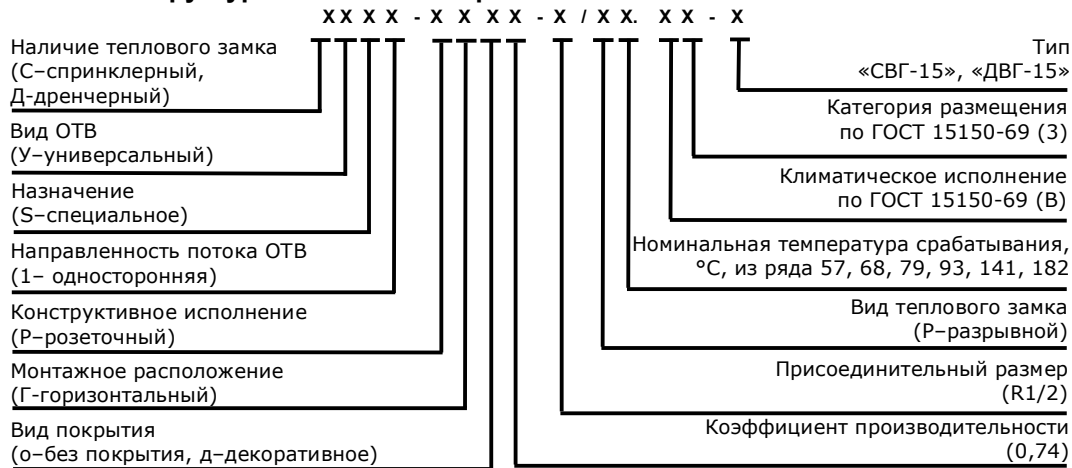 X X X X - X X X X - X / X X. X X - X
Наличие теплового замка
(С–спринклерный,
Д-дренчерный)
Вид ОТВ
(У–универсальный)
Назначение
(S–специальное)
Направленность потока ОТВ
(1– односторонняя)
Конструктивное исполнение
(Р–розеточный)
Монтажное расположение
(Г-горизонтальный)
Вид покрытия
(о–без покрытия, д–декоративное)
Тип
«СВГ-15», «ДВГ-15»
Категория размещения
по ГОСТ 15150-69 (3)
Климатическое исполнение
по ГОСТ 15150-69 (В)
Номинальная температура срабатывания,
°С, из ряда 57, 68, 79, 93, 141, 182
Вид теплового замка
(Р–разрывной)
Присоединительный размер
(R1/2)
Коэффициент производительности
(0,74)